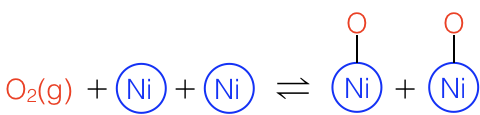 O O
O₂(g) + Ni + Ni ⇌ Ni + Ni